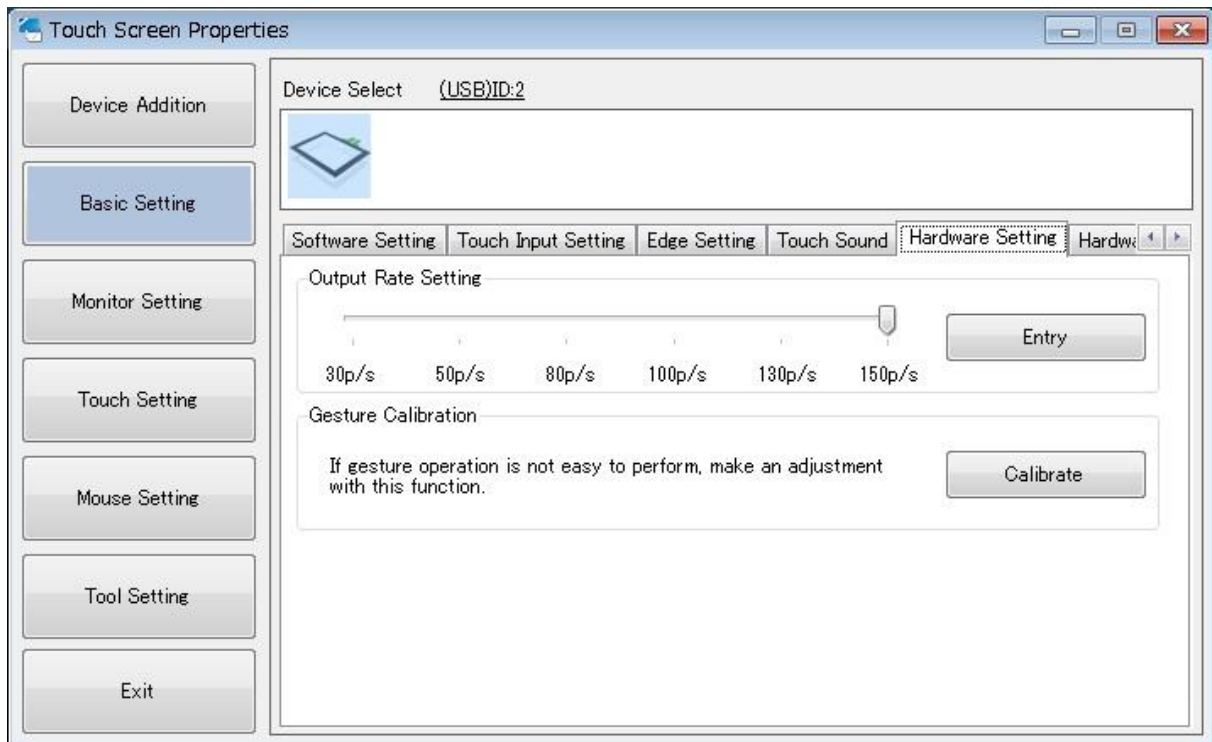 Touch Screen Properties
Device Addition
Basic Setting
Monitor Setting
Touch Setting
Mouse Setting
Tool Setting
Exit
Device Select (USB)ID:2
Software Setting Touch Input Setting Edge Setting Touch Sound Hardware Setting Hardwa
Output Rate Setting
30p/s 50p/s 80p/s 100p/s 130p/s 150p/s
Entry
Gesture Calibration
If gesture operation is not easy to perform, make an adjustment
with this function.
Calibrate